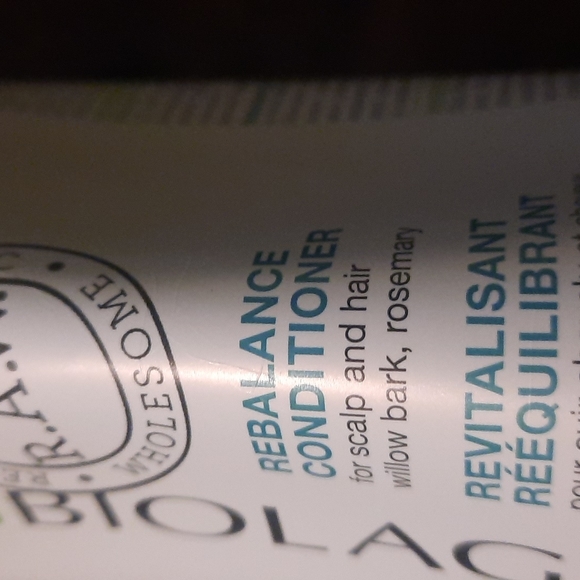 BIOLAG
R.A.W.
WHOLESOME
REBALANCE
CONDITIONER
for scalp and hair
willow bark, rosemary
REVITALISANT
RÉÉQUILIBRANT